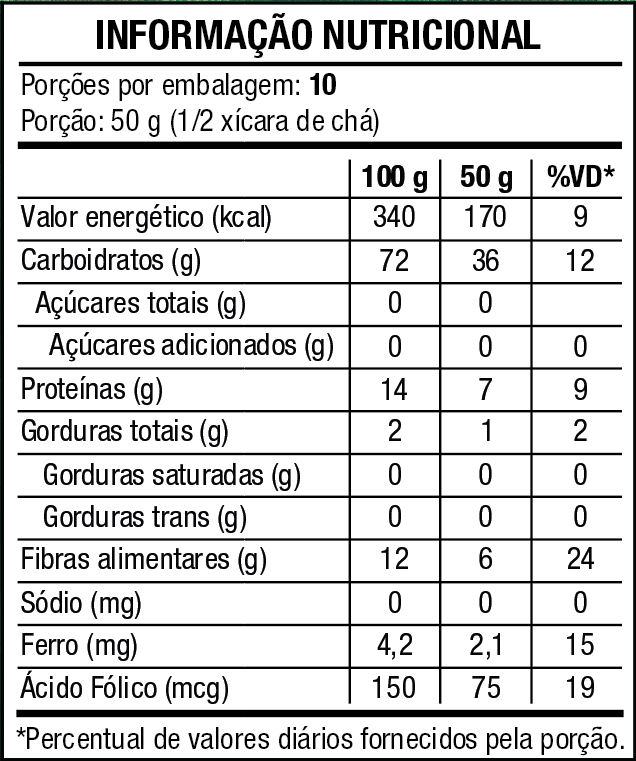 INFORMAÇÃO NUTRICIONAL
Porções por embalagem: 10
Porção: 50 g (1/2 xícara de chá)
100 g 50 g %VD*
Valor energético (kcal) 340 170 9
Carboidratos (g) 72 36 12
Açúcares totais (g) 0 0
Açúcares adicionados (g) 0 0 0
Proteínas (g) 14 7 9
Gorduras totais (g) 2 1 2
Gorduras saturadas (g) 0 0 0
Gorduras trans (g) 0 0 0
Fibras alimentares (g) 12 6 24
Sódio (mg) 0 0 0
Ferro (mg) 4,2 2,1 15
Ácido Fólico (mcg) 150 75 19
*Percentual de valores diários fornecidos pela porção.